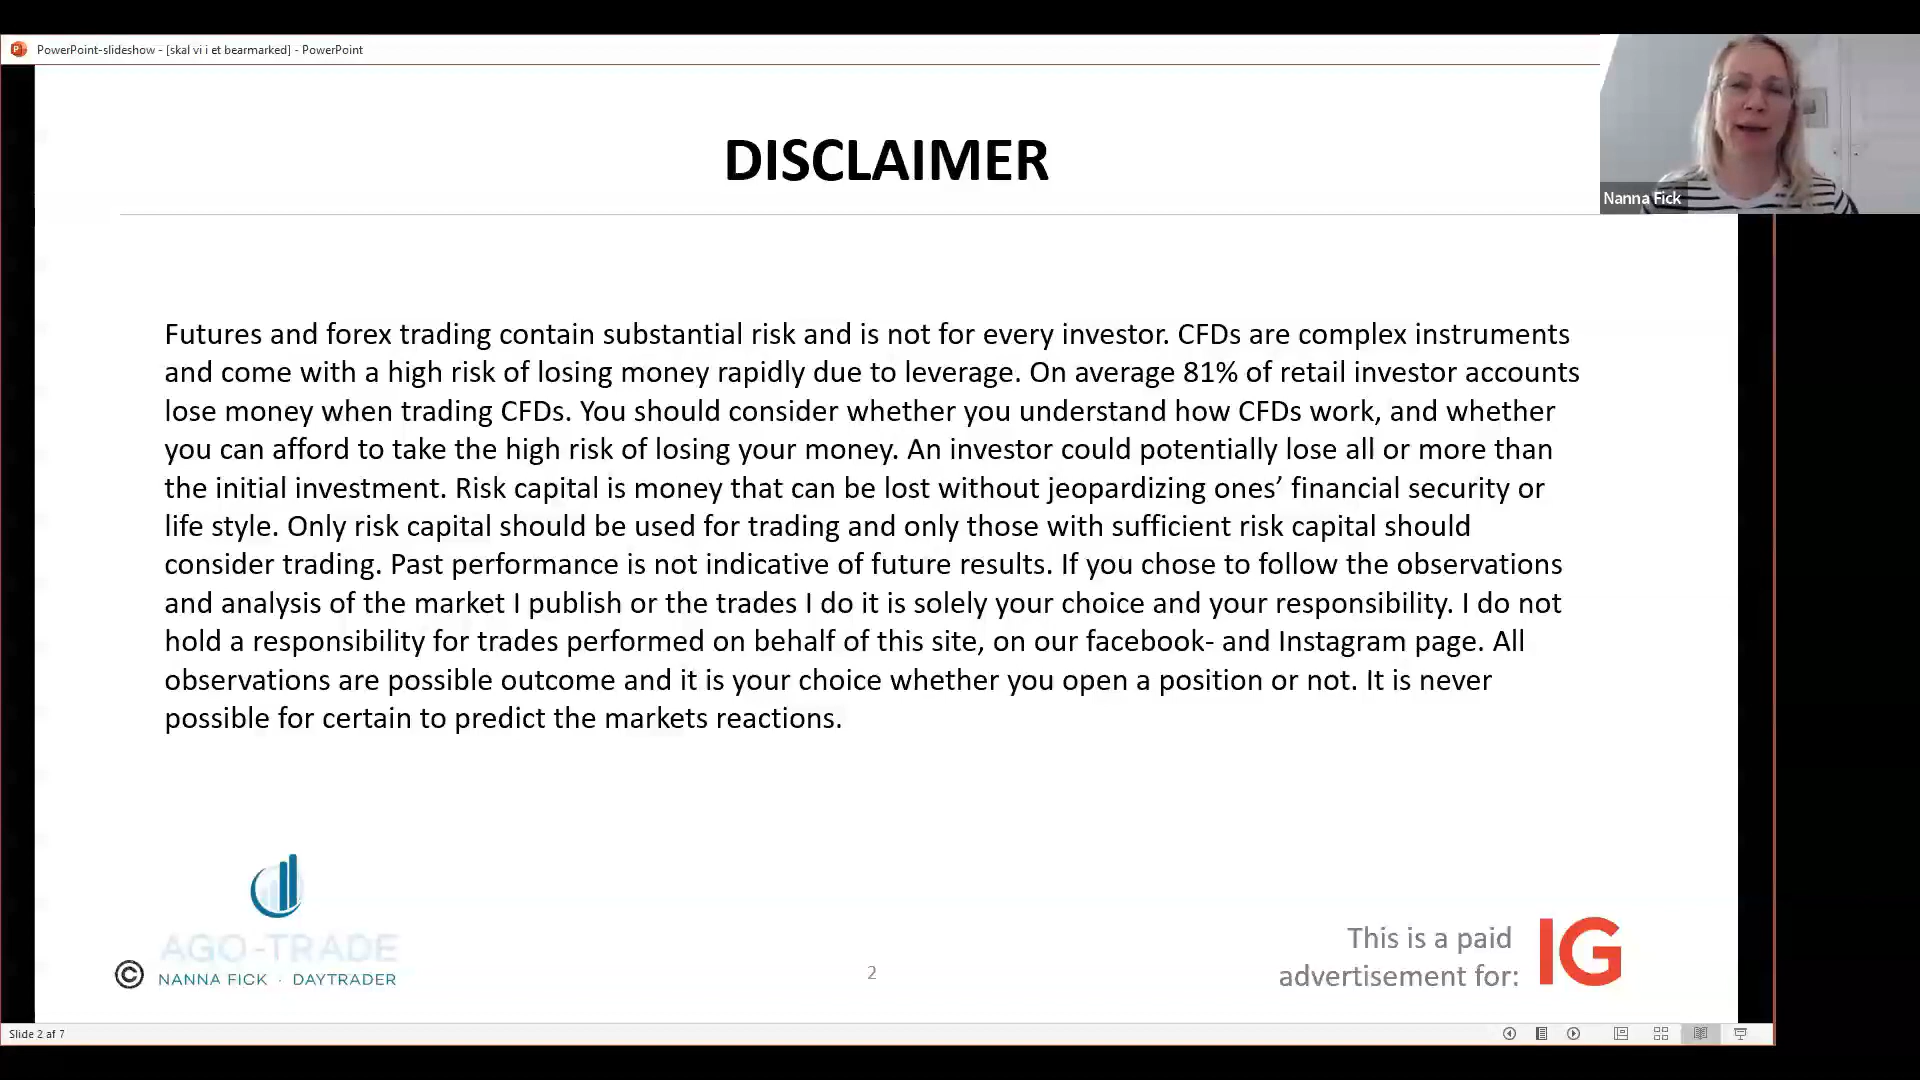 PowerPoint-slideshow - [skal vi i et bearmarked] - PowerPoint
Nanna Fick
DISCLAIMER
Futures and forex trading contain substantial risk and is not for every investor. CFDs are complex instruments
and come with a high risk of losing money rapidly due to leverage. On average 81% of retail investor accounts
lose money when trading CFDs. You should consider whether you understand how CFDs work, and whether
you can afford to take the high risk of losing your money. An investor could potentially lose all or more than
the initial investment. Risk capital is money that can be lost without jeopardizing ones’ financial security or
life style. Only risk capital should be used for trading and only those with sufficient risk capital should
consider trading. Past performance is not indicative of future results. If you chose to follow the observations
and analysis of the market I publish or the trades I do it is solely your choice and your responsibility. I do not
hold a responsibility for trades performed on behalf of this site, on our facebook- and Instagram page. All
observations are possible outcome and it is your choice whether you open a position or not. It is never
possible for certain to predict the markets reactions.
AGO-TRADE
© NANNA FICK · DAYTRADER
2
This is a paid
advertisement for:
IG
Slide 2 af 7